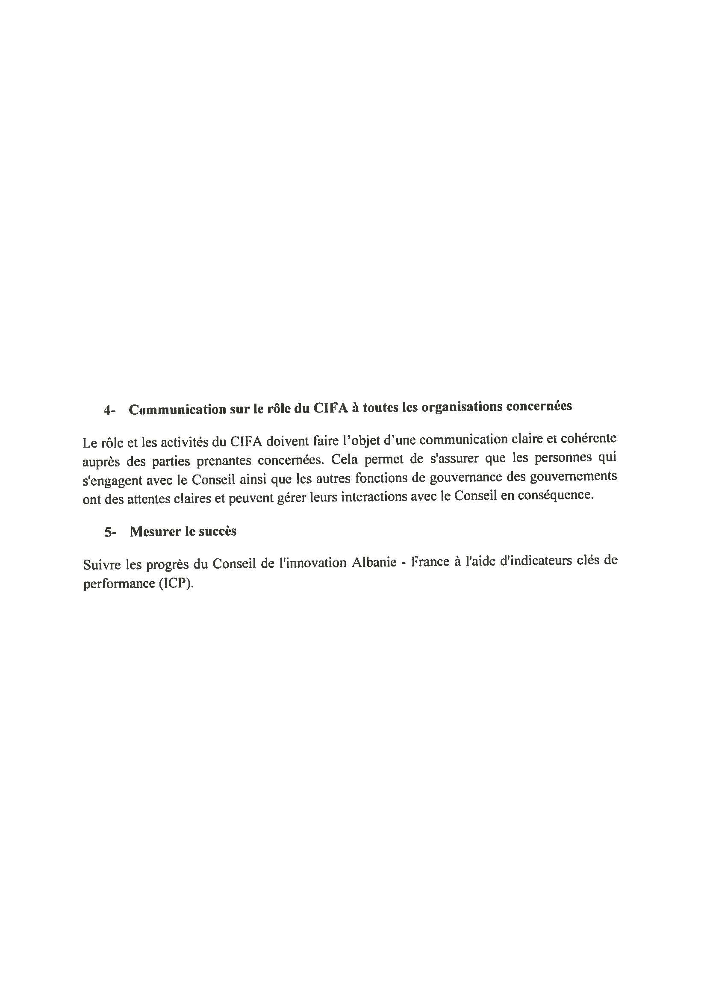 4- Communication sur le rôle du CIFA à toutes les organisations concernées
Le rôle et les activités du CIFA doivent faire l’objet d’une communication claire et cohérente
auprès des parties prenantes concernées. Cela permet de s'assurer que les personnes qui
s'engagent avec le Conseil ainsi que les autres fonctions de gouvernance des gouvernements
ont des attentes claires et peuvent gérer leurs interactions avec le Conseil en conséquence.
5- Mesurer le succès
Suivre les progrès du Conseil de l'innovation Albanie - France à l'aide d'indicateurs clés de
performance (ICP).